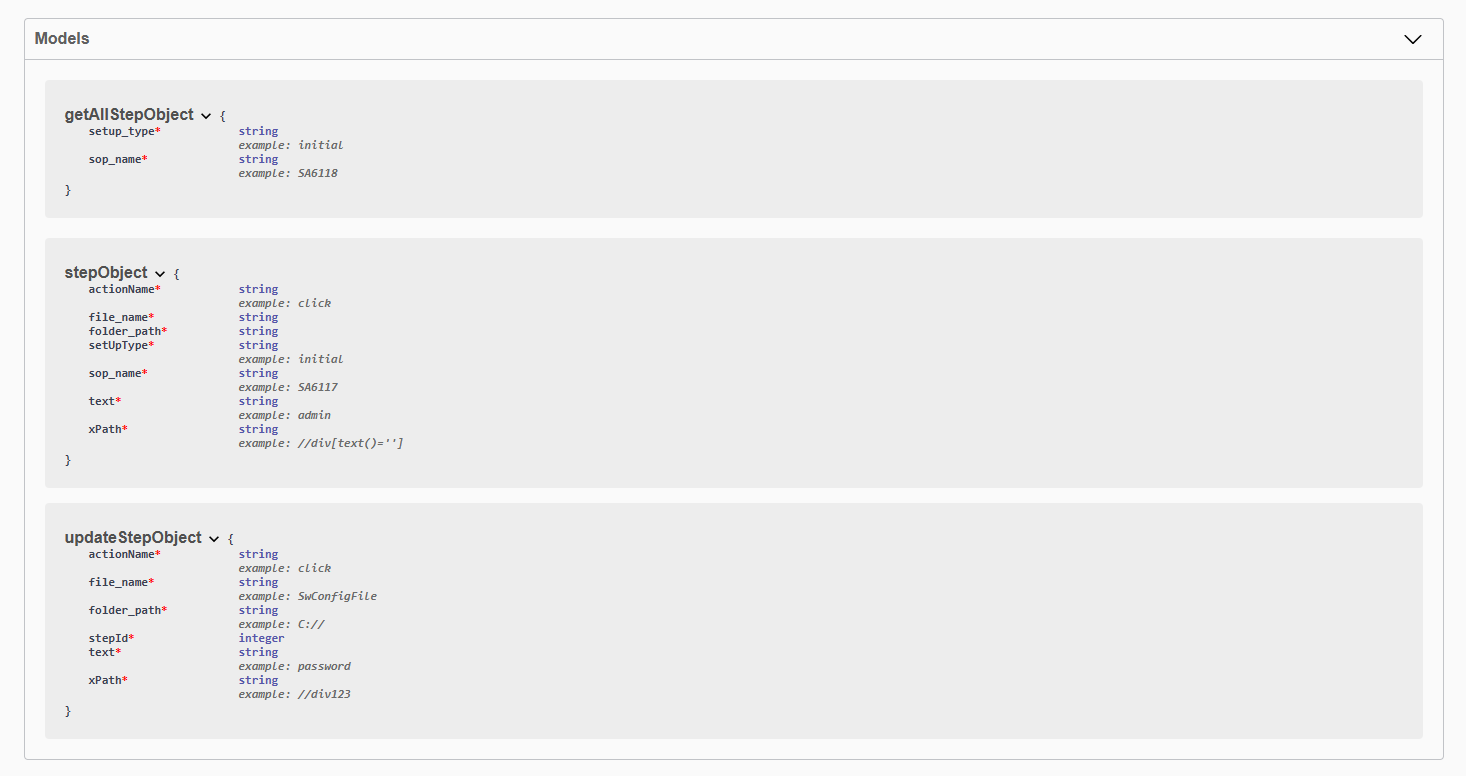 Models
getAllStepObject {
setup_type* string
example: initial
sop_name* string
example: SA6118
}
stepObject {
actionName* string
example: click
file_name* string
folder_path* string
setUpType* string
example: initial
sop_name* string
example: SA6117
text* string
example: admin
xPath* string
example: //div[text()='']
}
updateStepObject {
actionName* string
example: click
file_name* string
example: SwConfigFile
folder_path* string
example: C://
stepId* integer
text* string
example: password
xPath* string
example: //div123
}